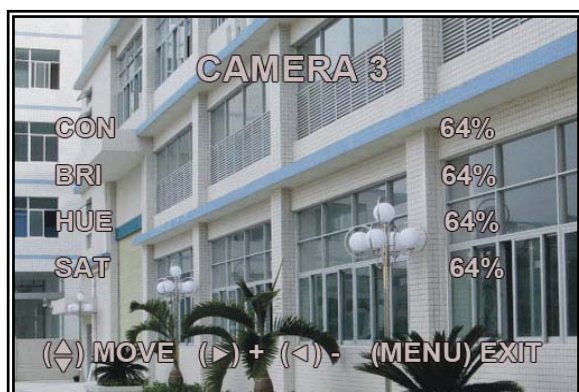 CAMERA 3
CON 64%
BRI 64%
HUE 64%
SAT 64%
(▲▼) MOVE (►) + (◄) - (MENU) EXIT